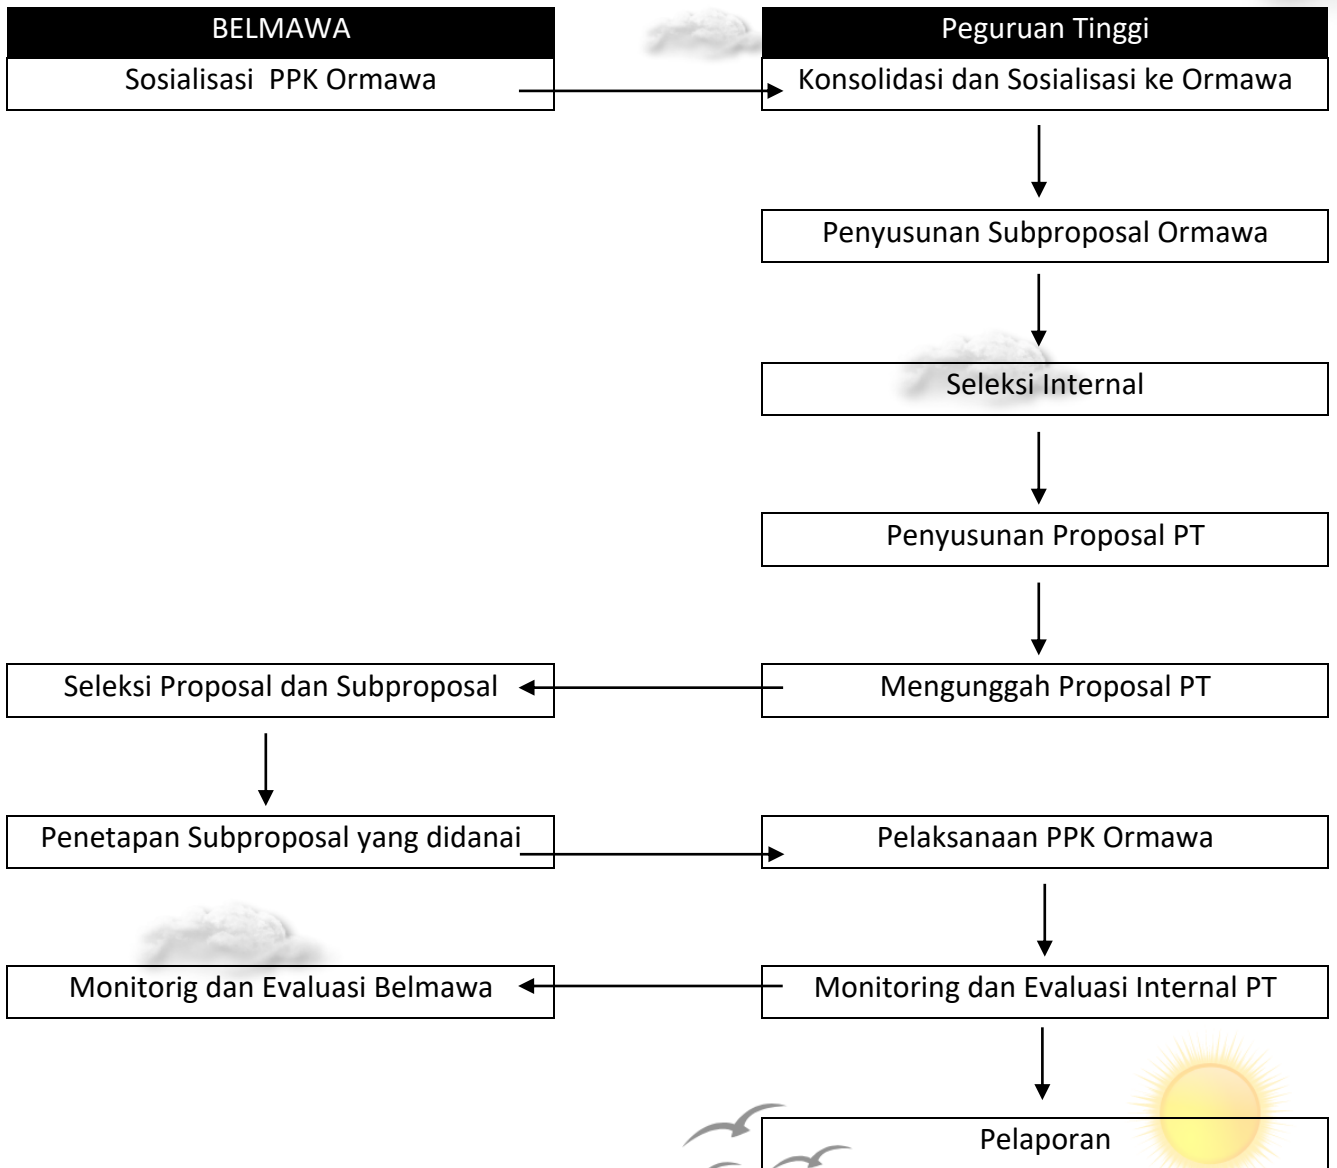 BELMAWA
Peguruan Tinggi
Sosialisasi PPK Ormawa
Konsolidasi dan Sosialisasi ke Ormawa
Penyusunan Subproposal Ormawa
Seleksi Internal
Penyusunan Proposal PT
Seleksi Proposal dan Subproposal
Mengunggah Proposal PT
Penetapan Subproposal yang didanai
Pelaksanaan PPK Ormawa
Monitorig dan Evaluasi Belmawa
Monitoring dan Evaluasi Internal PT
Pelaporan